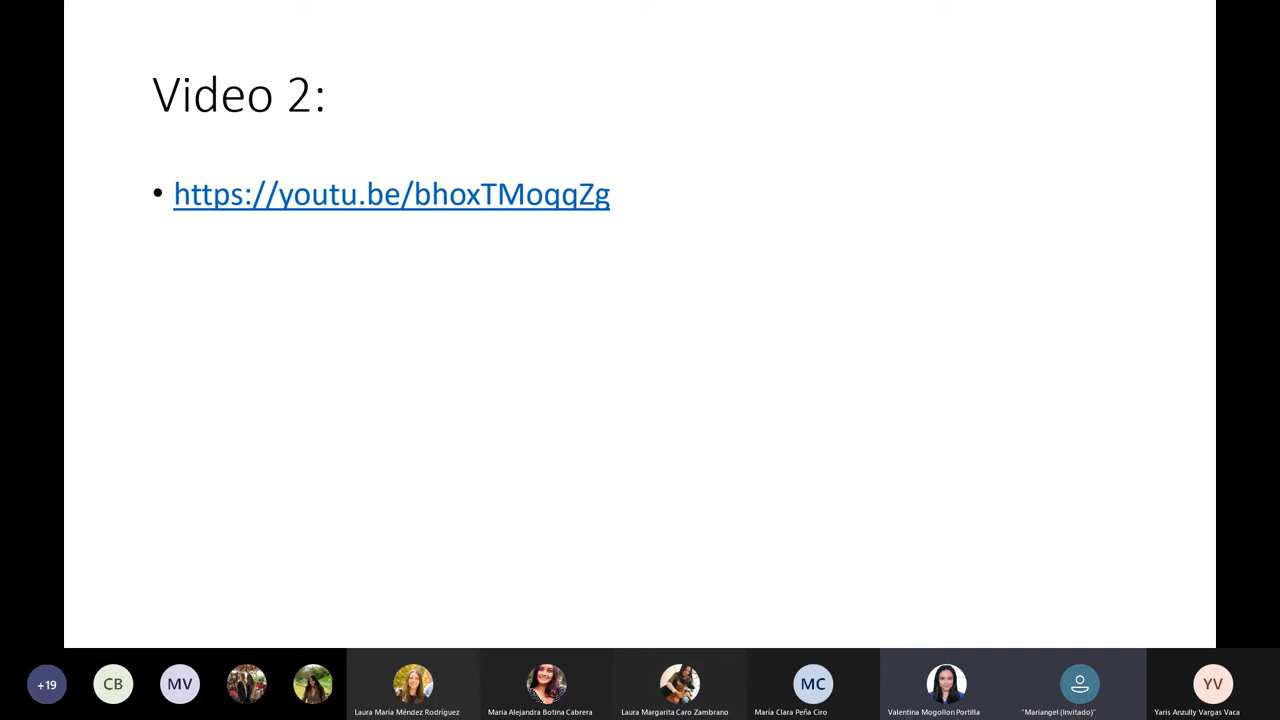 Video 2:
• https://youtu.be/bhoxTMoqqZg
+19
CB
MV
MC
YV
Laura María Méndez Rodríguez
Maria Alejandra Botina Cabrera
Laura Margarita Caro Zambrano
María Clara Peña Ciro
Valentina Mogollon Portilla
"Mariangel (Invitado)"
Yaris Anzully Vargas Vaca